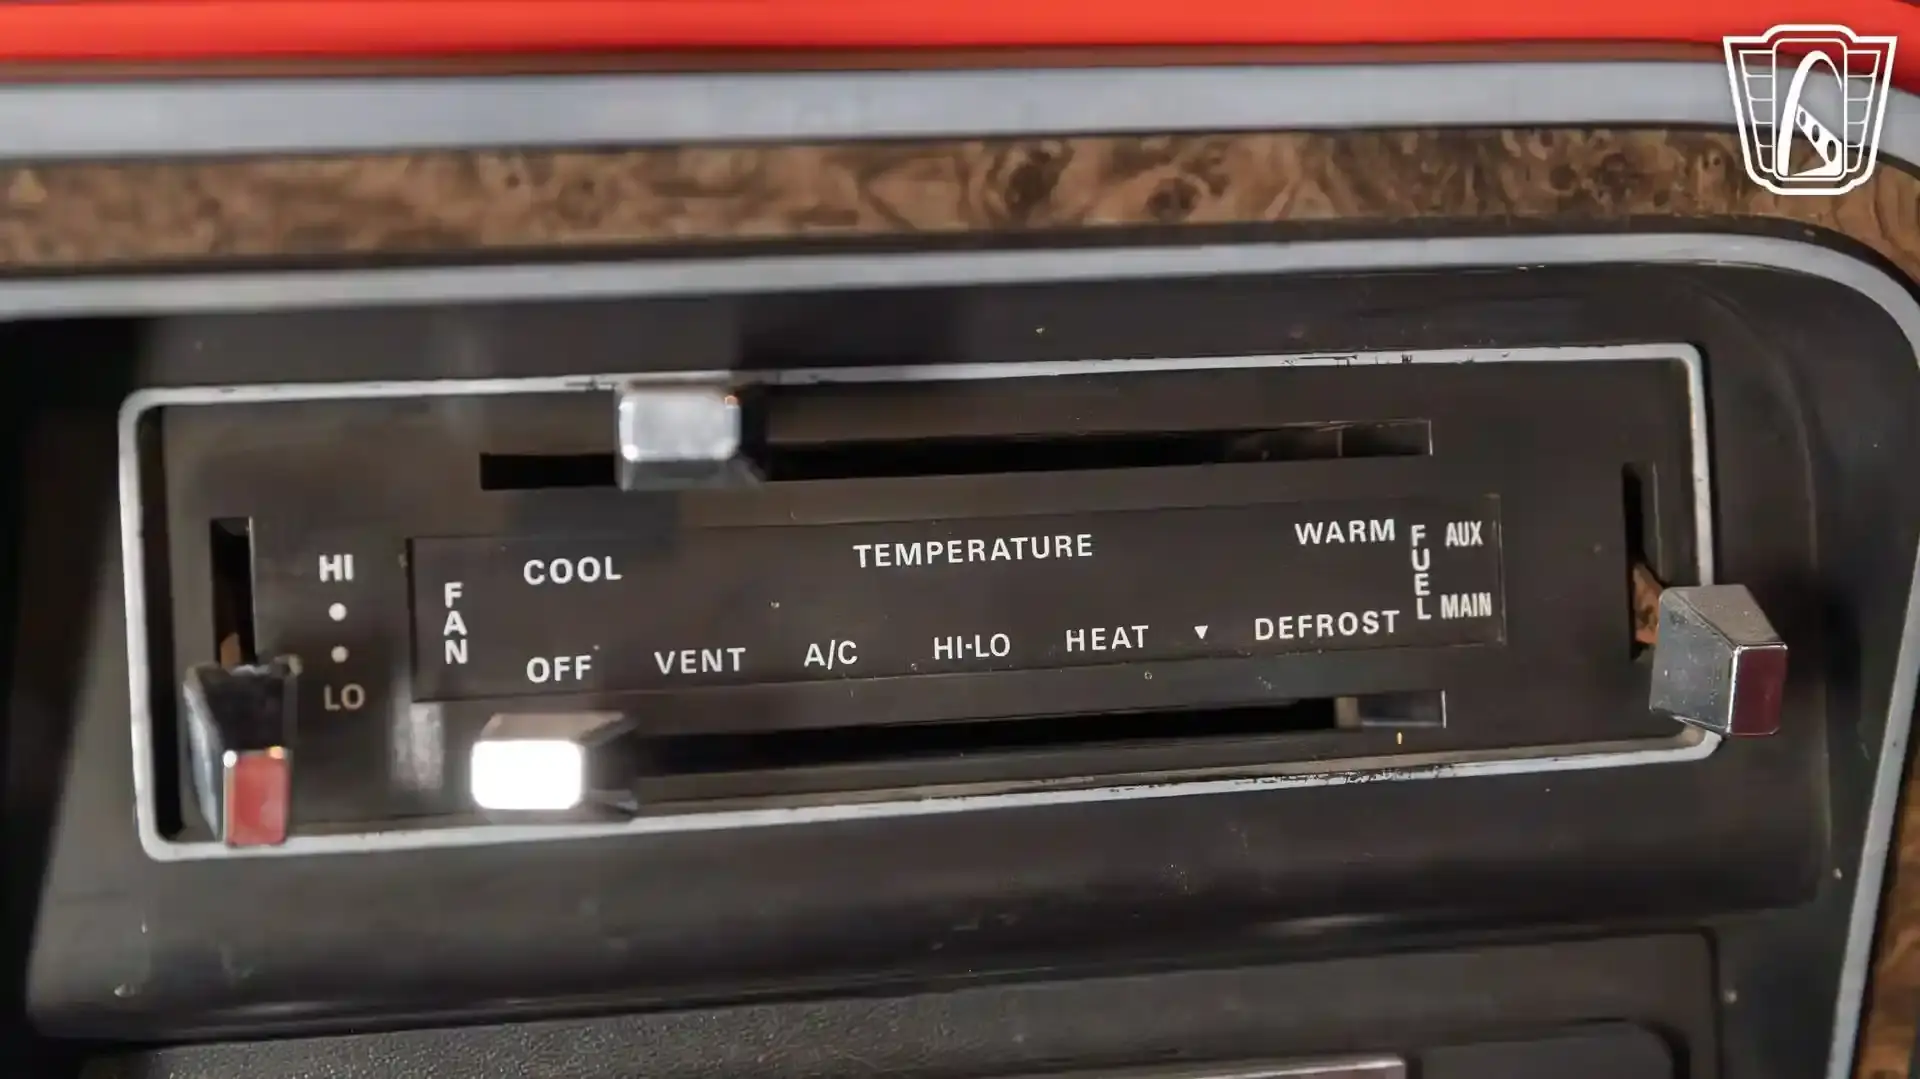 HI
LO
FAN
COOL TEMPERATURE WARM
OFF VENT A/C HI-LO HEAT ▼ DEFROST
FUEL
AUX
MAIN